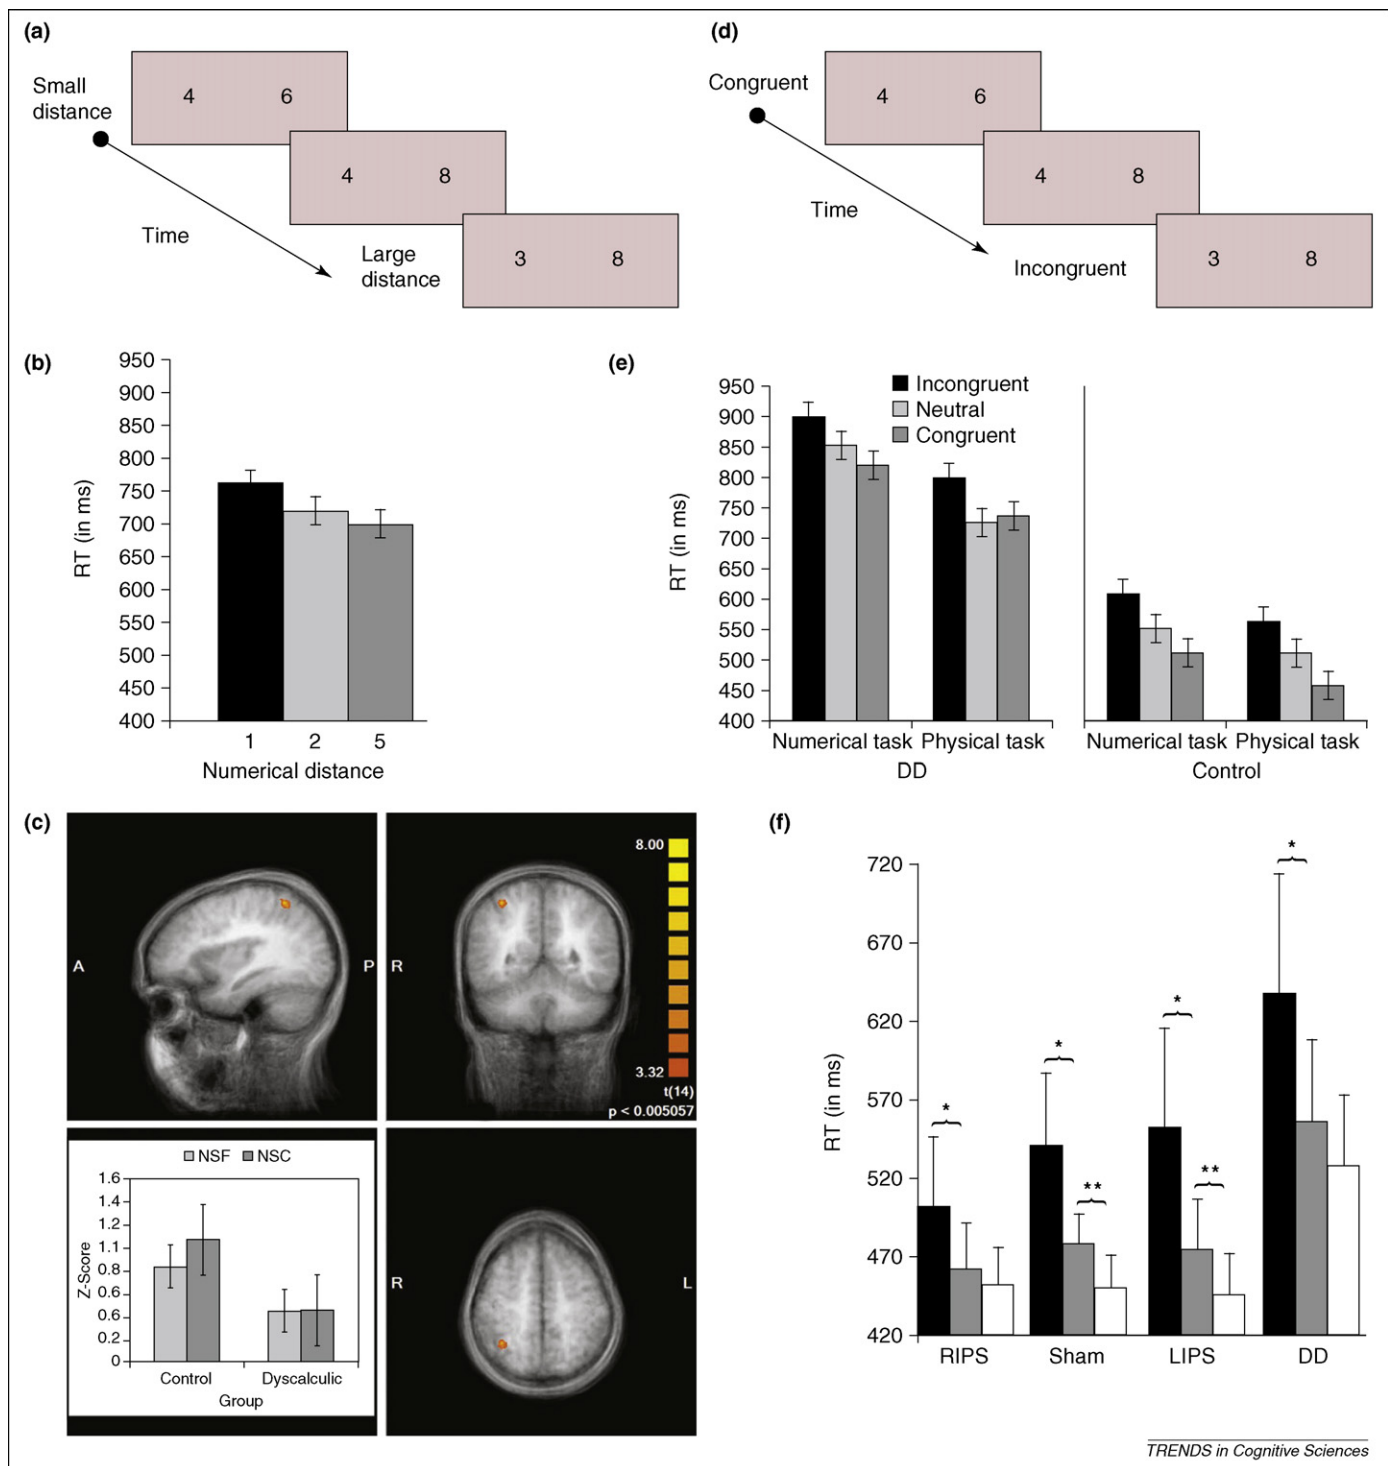 (a)
Small
distance
4 6
4 8
3 8
Time
Large
distance
(d)
Congruent
4 6
4 8
3 8
Time
Incongruent
(b)
950
900
850
800
750
700
650
600
550
500
450
400
RT (in ms)
1 2 5
Numerical distance
(e)
950
900
850
800
750
700
650
600
550
500
450
400
RT (in ms)
Incongruent
Neutral
Congruent
Numerical task Physical task
DD
Numerical task Physical task
Control
(c)
A P
R
8.00
3.32
t(14)
p < 0.005057
NSF NSC
1.6
1.4
1.1
0.8
0.6
0.6
0.2
0
Z-Score
Control Dyscalculic
Group
R L
(f)
720
670
620
570
520
470
420
RT (in ms)
*
*
**
*
**
*
RIPS Sham LIPS DD
TRENDS in Cognitive Sciences